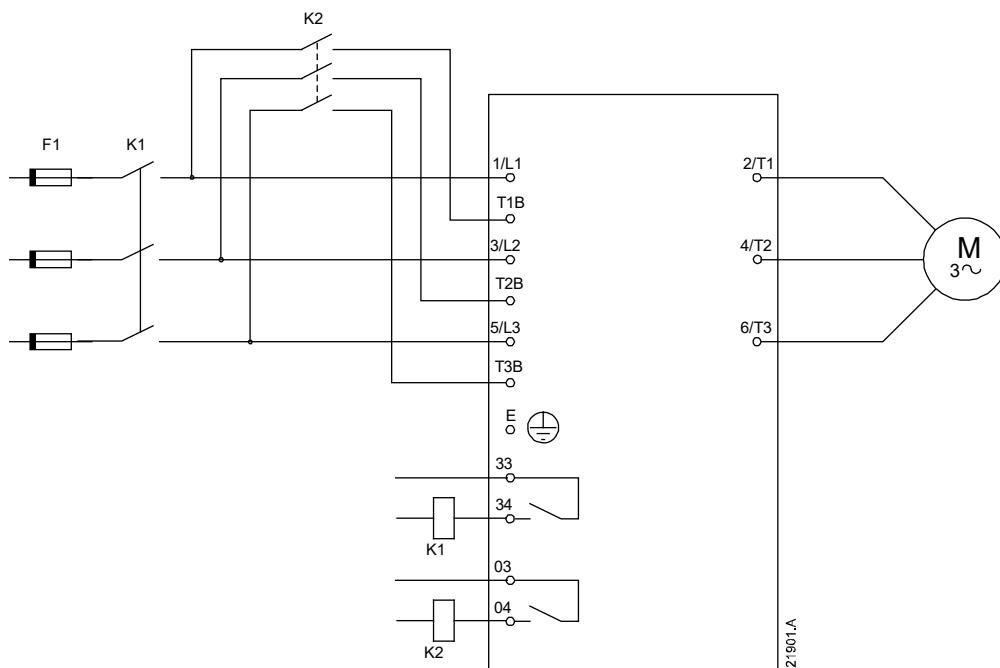 K2
F1
K1
1/L1
2/T1
T1B
3/L2
4/T2
M
3~
T2B
5/L3
6/T3
T3B
E
33
34
K1
03
04
K2
21901.A